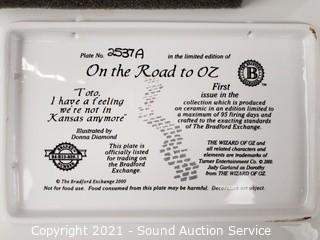 Plate No. 2537A in the limited edition of
On the Road to OZ
B
TM
"Toto,
I have a feeling
we're not in
Kansas anymore"
Illustrated by
Donna Diamond
This plate is
officially listed
for trading on
the Bradford
Exchange.
First
issue in the
collection which is produced
on ceramic in an edition limited to
a maximum of 95 firing days and
crafted to the exacting standards
of The Bradford Exchange.
THE WIZARD OF OZ and
all related characters and
elements are trademarks of
Turner Entertainment Co. © 2000.
Judy Garland as Dorothy
from THE WIZARD OF OZ.
© The Bradford Exchange 2000
Not for food use. Food consumed from this plate may be harmful. Decorative art object.
Copyright 2021 - Sound Auction Service